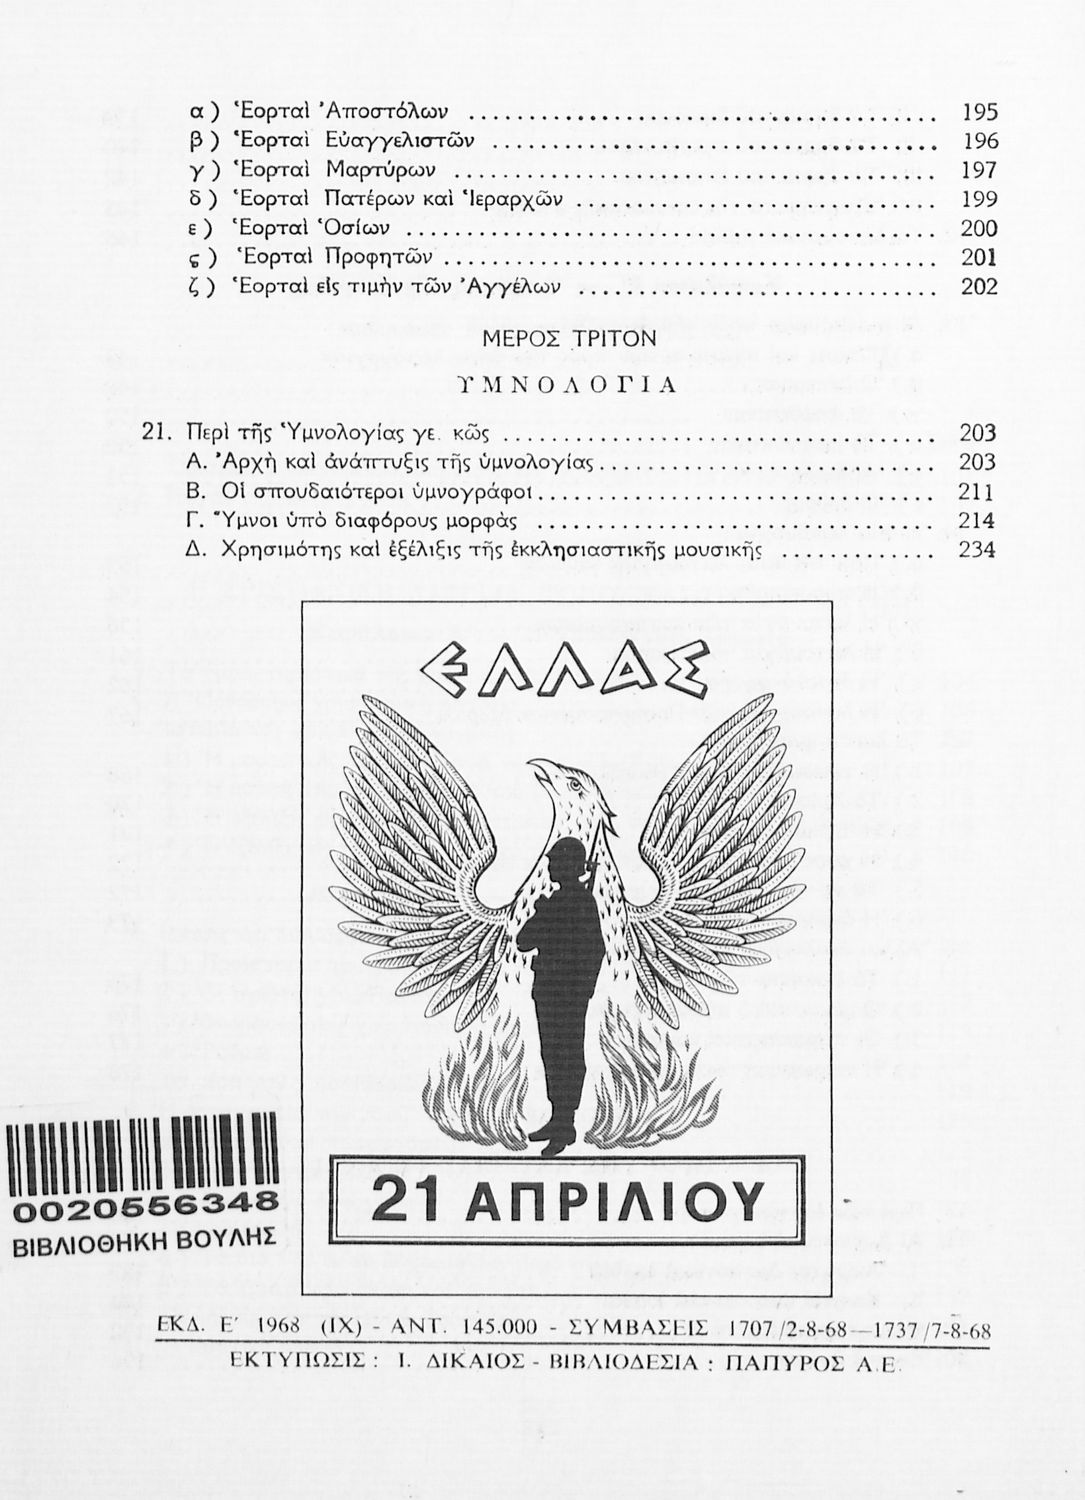 α) Ἑορταὶ Ἀποστόλων ........................................ 195
β) Ἑορταὶ Εὐαγγελιστῶν ........................................ 196
γ) Ἑορταὶ Μαρτύρων ........................................ 197
δ) Ἑορταὶ Πατέρων καὶ Ἱεραρχῶν ................................ 199
ε) Ἑορταὶ Ὁσίων ........................................ 200
ς) Ἑορταὶ Προφητῶν ........................................ 201
ζ) Ἑορταὶ εἰς τιμὴν τῶν Ἀγγέλων ................................ 202
ΜΕΡΟΣ ΤΡΙΤΟΝ
ΥΜΝΟΛΟΓΙΑ
21. Περὶ τῆς Ὑμνολογίας γε. κῶς ................................ 203
Α. Ἀρχὴ καὶ ἀνάπτυξις τῆς ὑμνολογίας ............................ 203
Β. Οἱ σπουδαιότεροι ὑμνογράφοι ................................ 211
Γ. Ὕμνοι ὑπὸ διαφόρους μορφὰς ................................ 214
Δ. Χρησιμότης καὶ ἐξέλιξις τῆς ἐκκλησιαστικῆς μουσικῆς ............. 234
ΕΛΛΑΣ
21 ΑΠΡΙΛΙΟΥ
0020556348
ΒΙΒΛΙΟΘΗΚΗ ΒΟΥΛΗΣ
ΕΚΔ. Ε΄ 1968 (ΙΧ) - ΑΝΤ. 145.000 - ΣΥΜΒΑΣΕΙΣ 1707/2-8-68—1737/7-8-68
ΕΚΤΥΠΩΣΙΣ : Ι. ΔΙΚΑΙΟΣ - ΒΙΒΛΙΟΔΕΣΙΑ : ΠΑΠΥΡΟΣ Α.Ε.